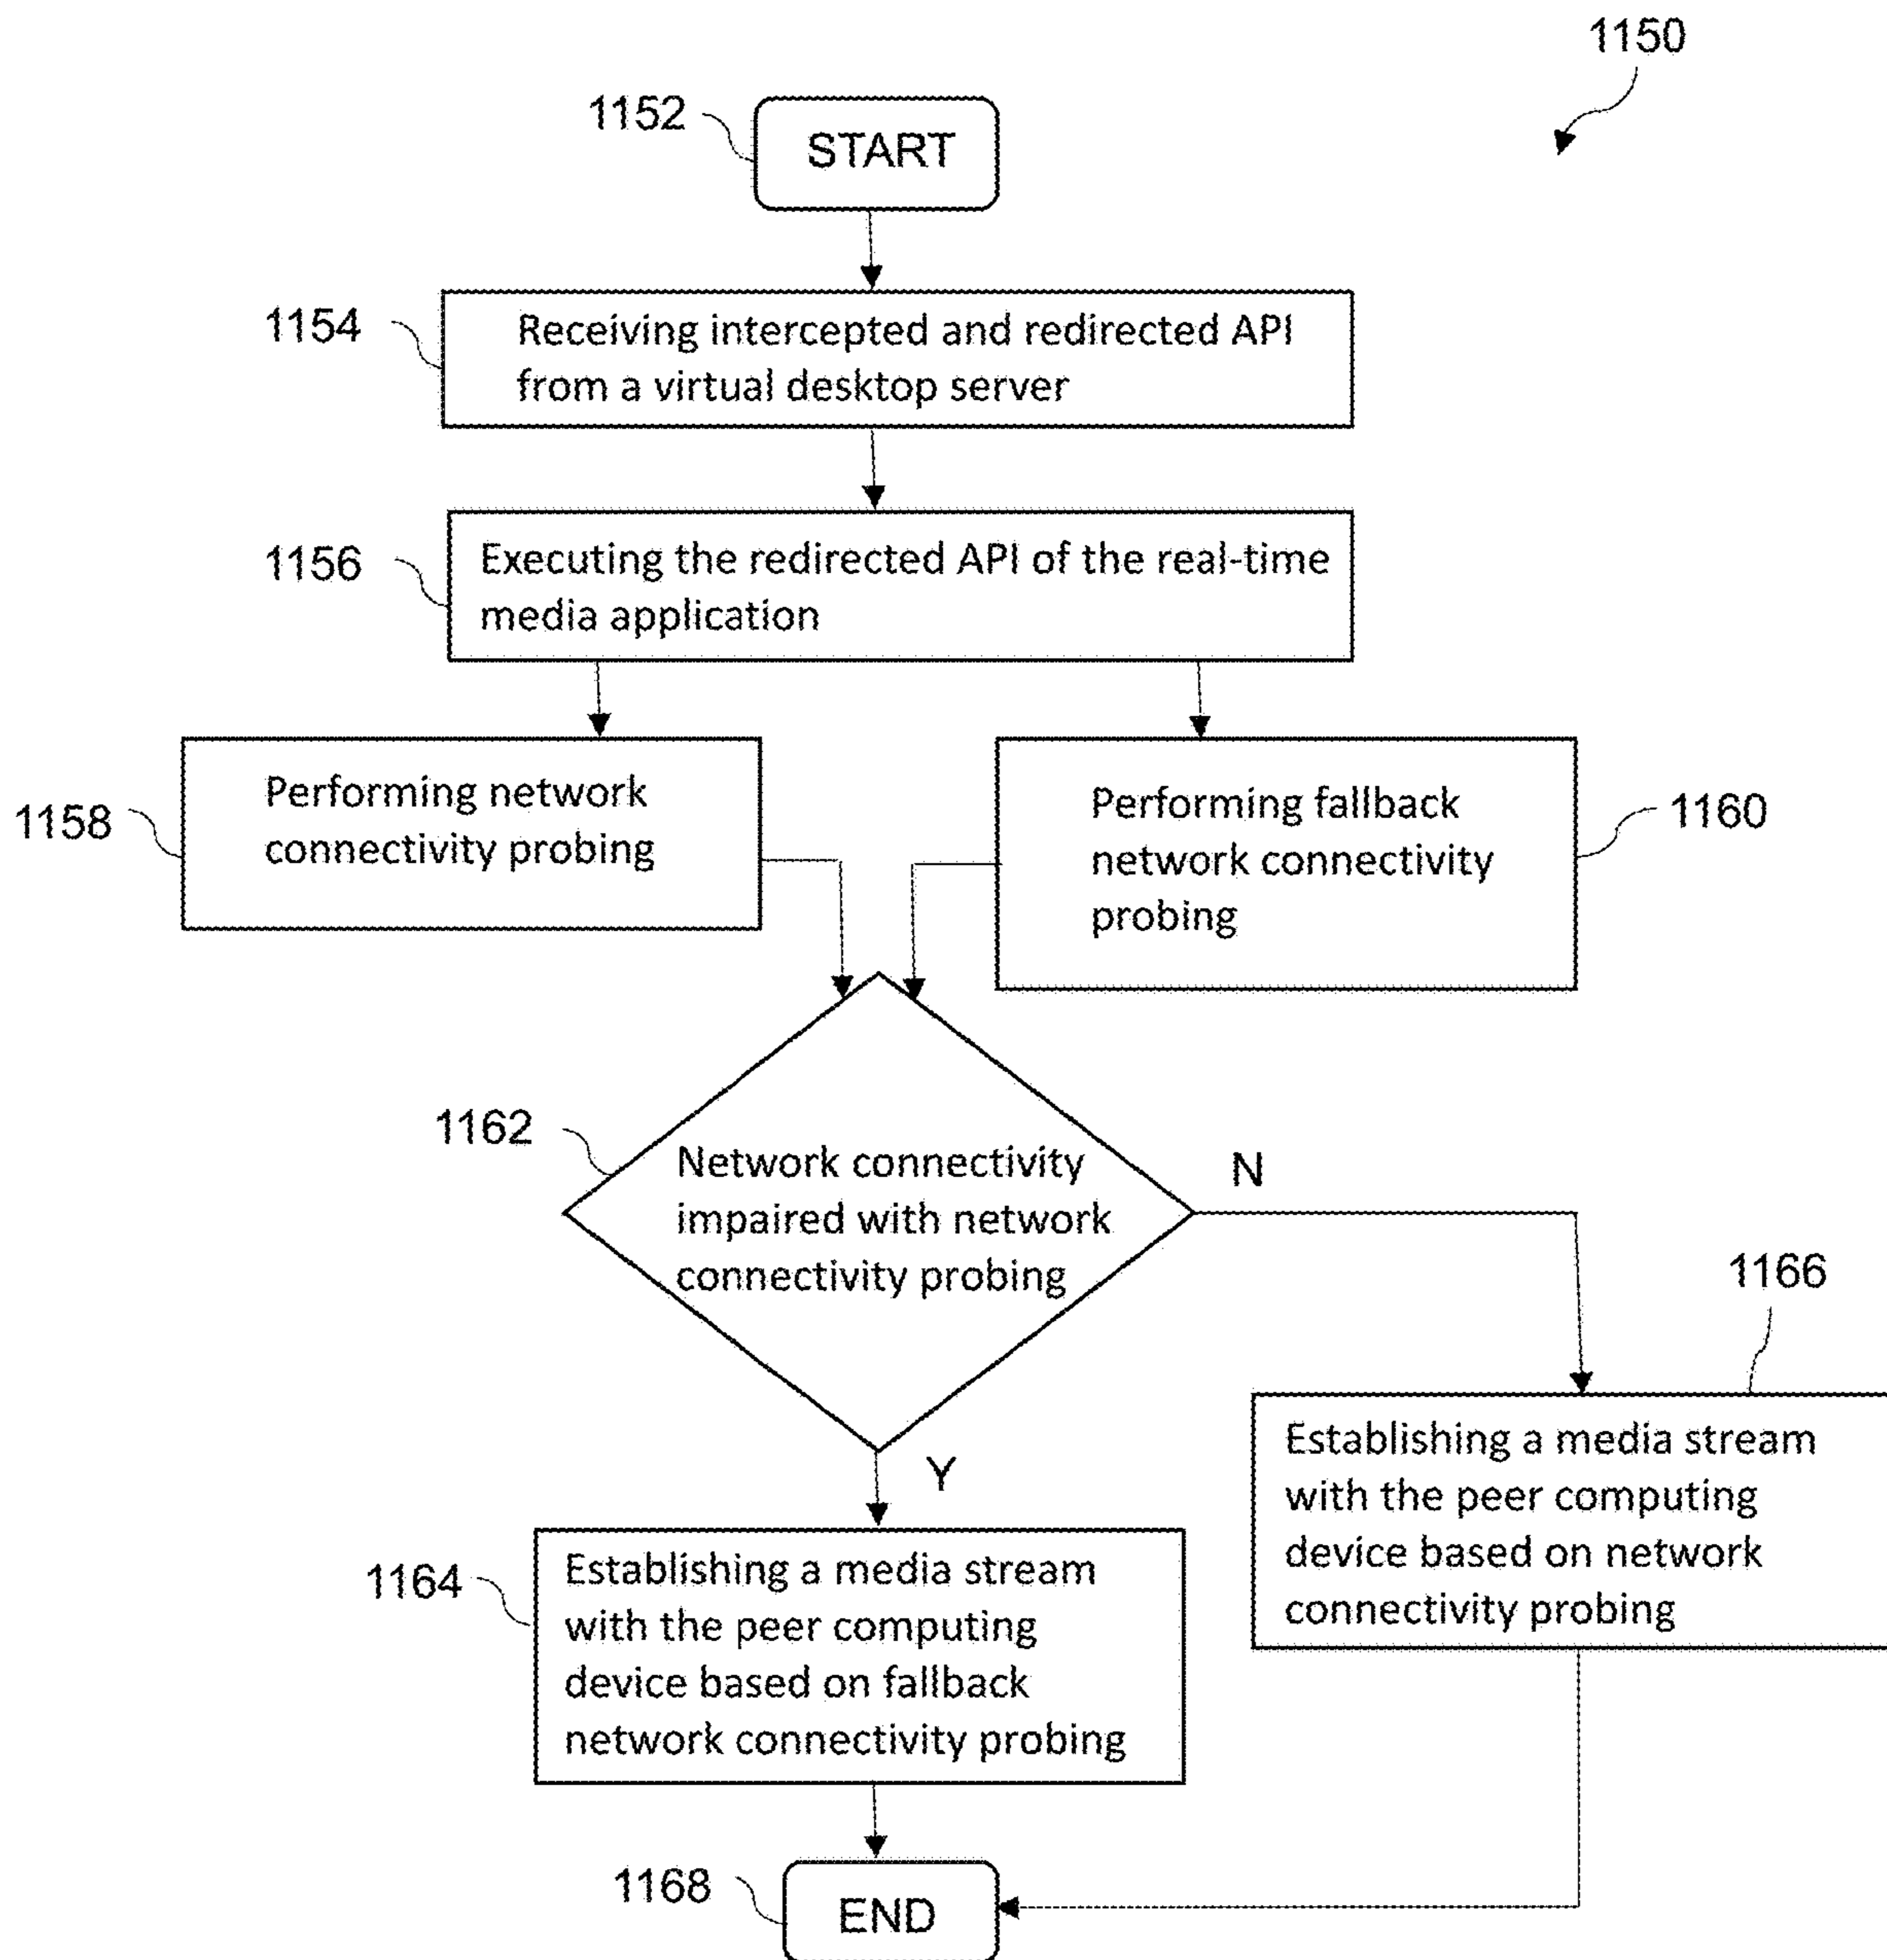 1150
1152
START
1154
Receiving intercepted and redirected API
from a virtual desktop server
1156
Executing the redirected API of the real-time
media application
1158
Performing network
connectivity probing
Performing fallback
network connectivity
probing
1160
1162
Network connectivity
impaired with network
connectivity probing
N
Y
1166
Establishing a media stream
with the peer computing
device based on network
connectivity probing
1164
Establishing a media stream
with the peer computing
device based on fallback
network connectivity probing
1168
END